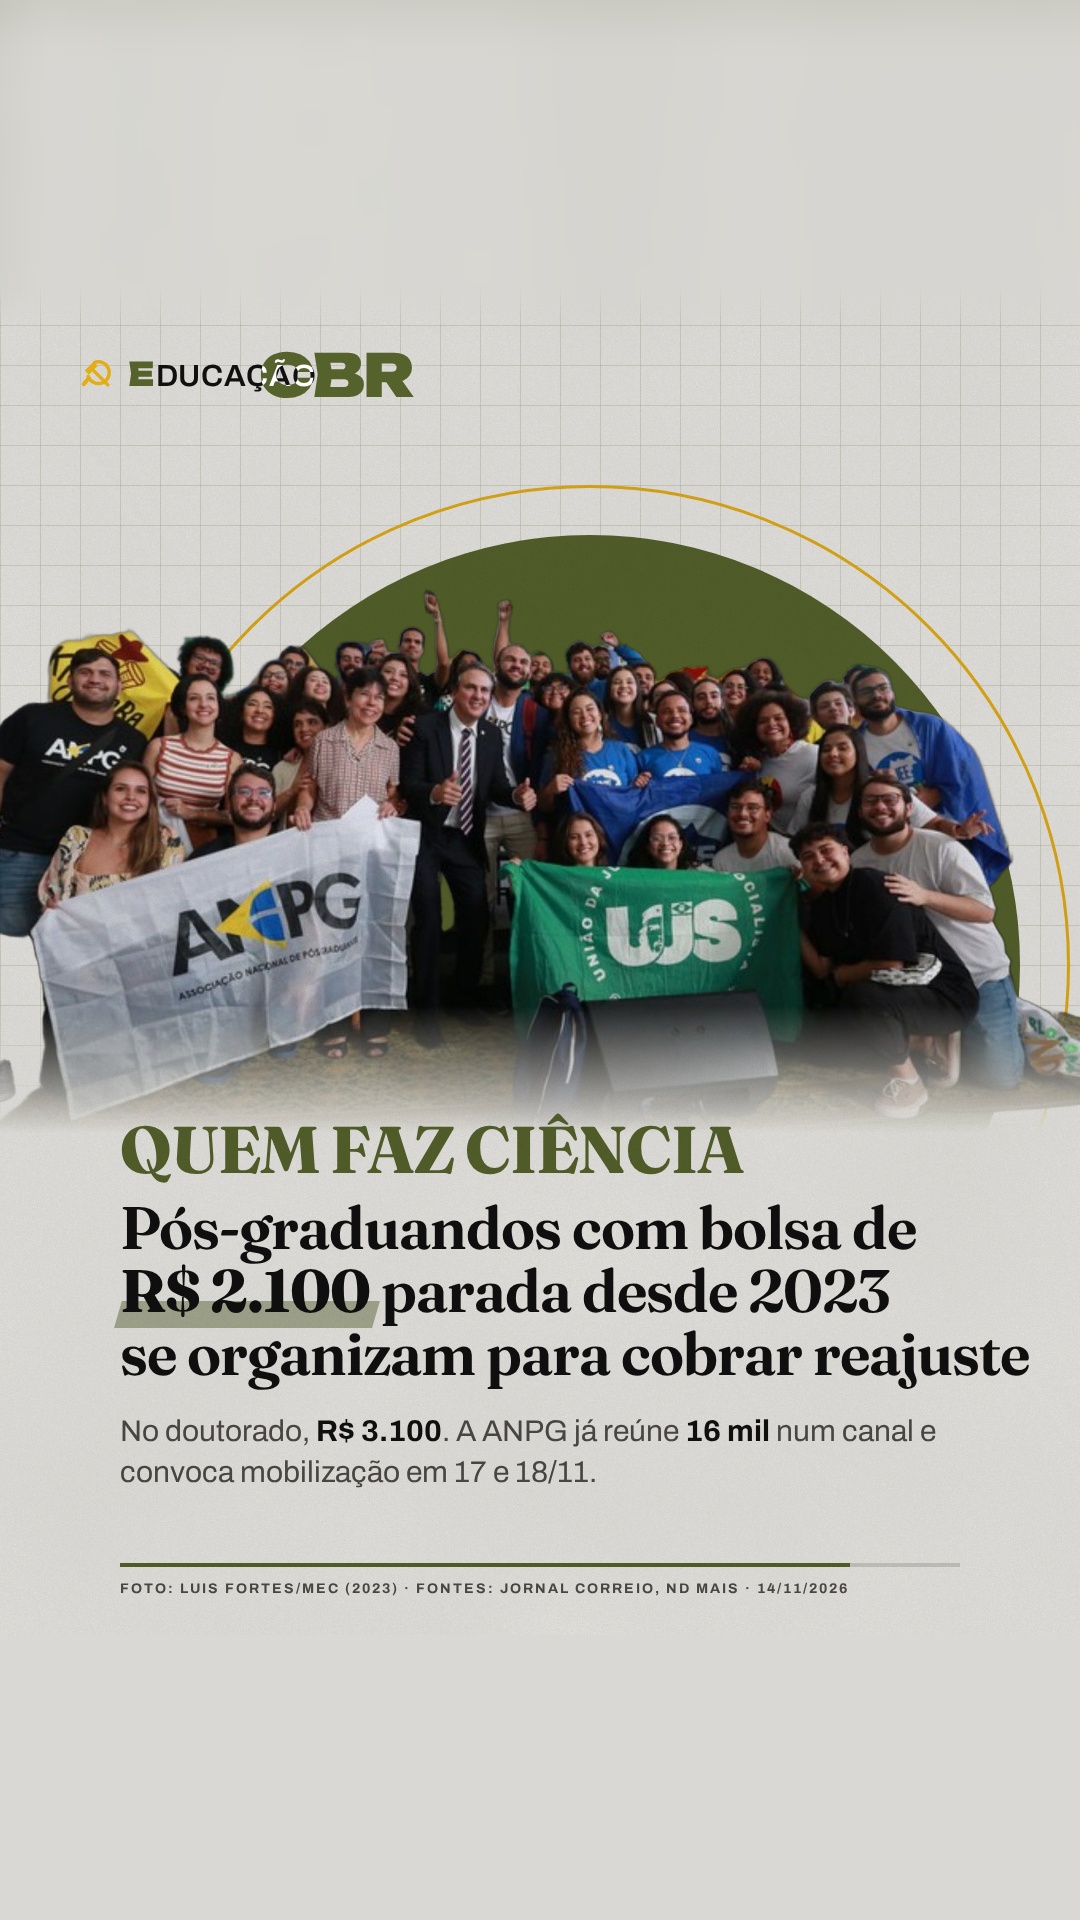 EDUCAÇÃO BR
ANPG
ANPG
ASSOCIAÇÃO NACIONAL DE PÓS-GRADUANDOS
UNIÃO DA
SOCIALISTA
UJS
QUEM FAZ CIÊNCIA
Pós-graduandos com bolsa de
R$ 2.100 parada desde 2023
se organizam para cobrar reajuste
No doutorado, R$ 3.100. A ANPG já reúne 16 mil num canal e
convoca mobilização em 17 e 18/11.
FOTO: LUIS FORTES/MEC (2023) · FONTES: JORNAL CORREIO, ND MAIS · 14/11/2026